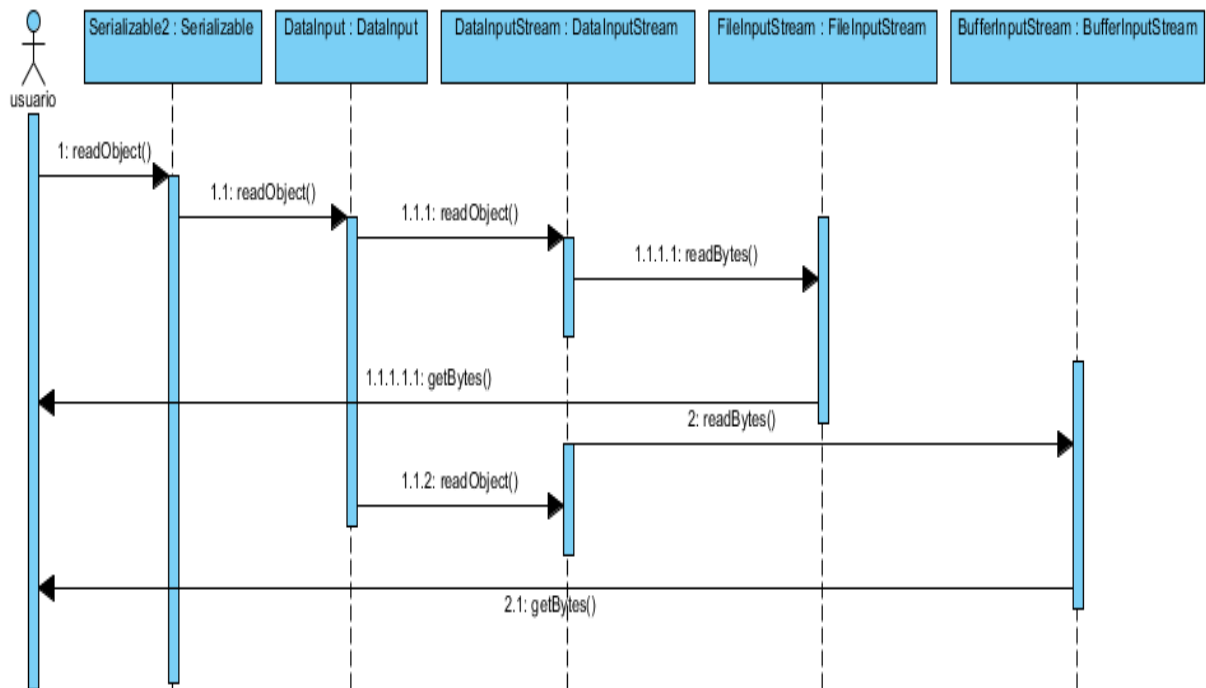 Serializable2 : Serializable
DataInput : DataInput
DataInputStream : DataInputStream
FileInputStream : FileInputStream
BufferInputStream : BufferInputStream
usuario
1: readObject()
1.1: readObject()
1.1.1: readObject()
1.1.1.1: readBytes()
1.1.1.1.1: getBytes()
2: readBytes()
1.1.2: readObject()
2.1: getBytes()